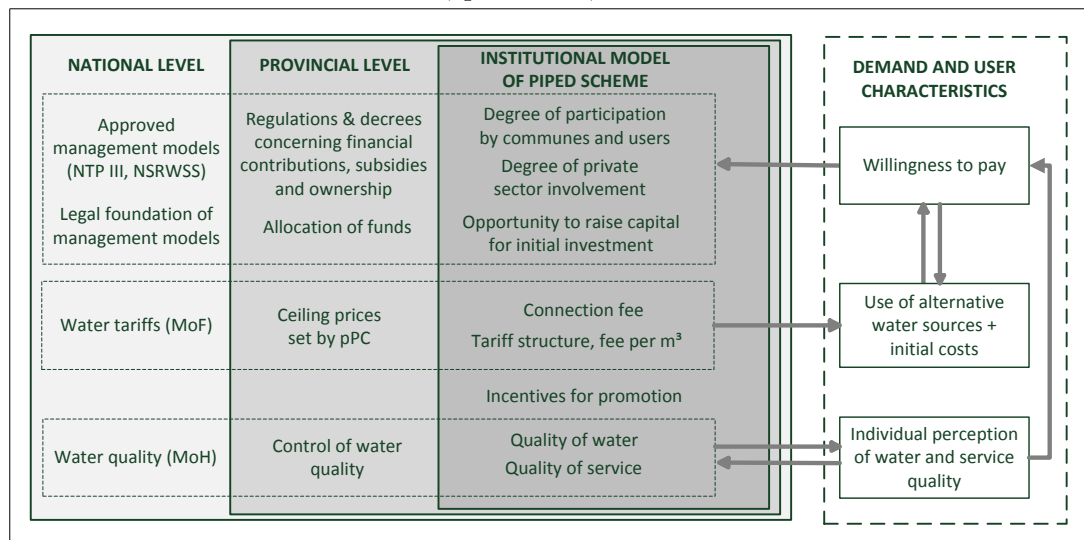 NATIONAL LEVEL
PROVINCIAL LEVEL
INSTITUTIONAL MODEL
OF PIPED SCHEME
DEMAND AND USER
CHARACTERISTICS
Approved
management models
(NTP III, NSRWSS)
Legal foundation of
management models
Regulations & decrees
concerning financial
contributions, subsidies
and ownership
Allocation of funds
Degree of participation
by communes and users
Degree of private
sector involvement
Opportunity to raise capital
for initial investment
Willingness to pay
Water tariffs (MoF)
Ceiling prices
set by pPC
Connection fee
Tariff structure, fee per m³
Use of alternative
water sources +
initial costs
Incentives for promotion
Water quality (MoH)
Control of water
quality
Quality of water
Quality of service
Individual perception
of water and service
quality